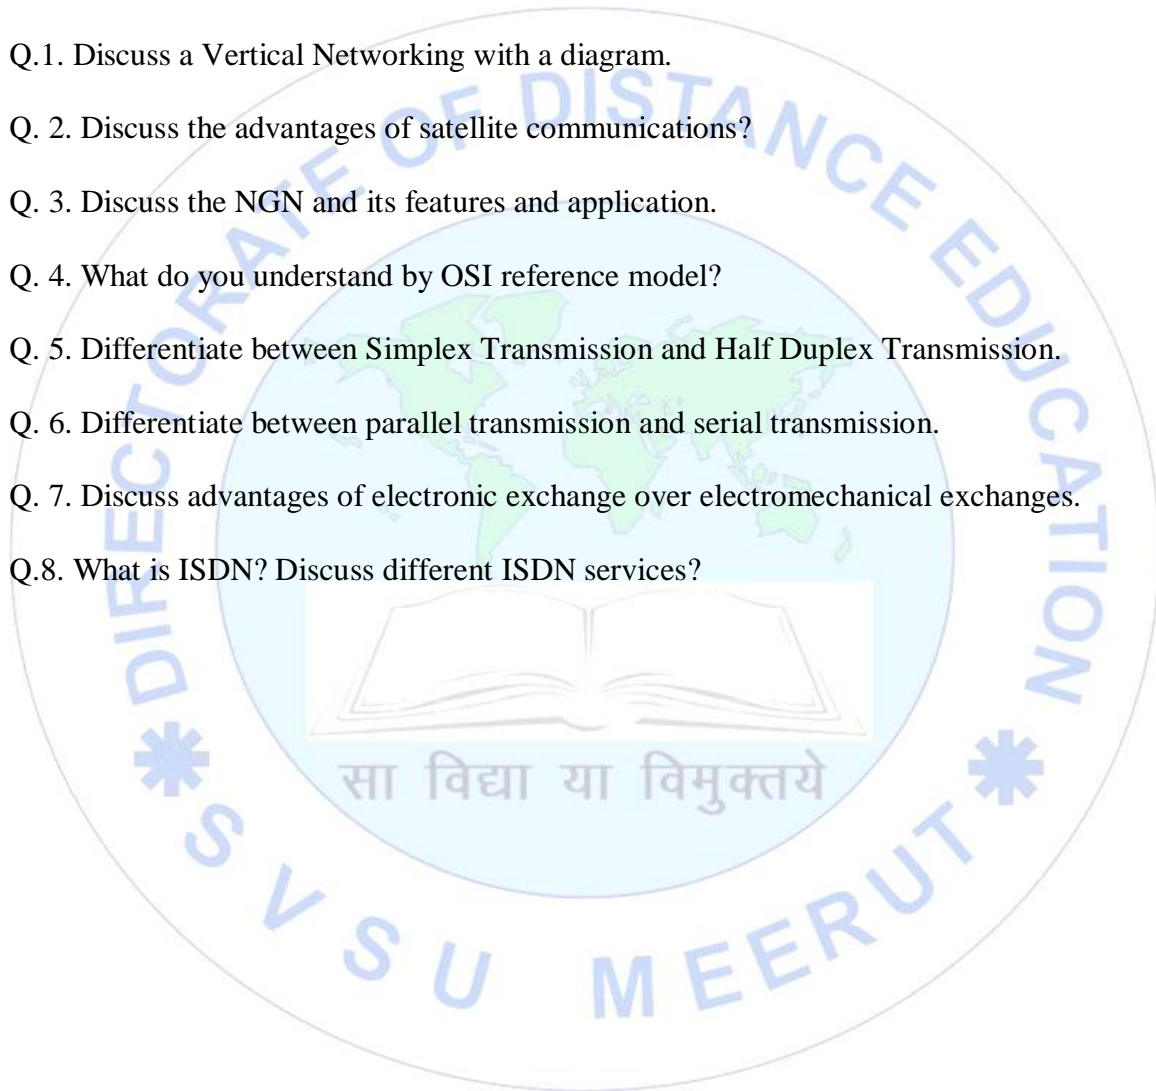 Q.1. Discuss a Vertical Networking with a diagram.
Q. 2. Discuss the advantages of satellite communications?
Q. 3. Discuss the NGN and its features and application.
Q. 4. What do you understand by OSI reference model?
Q. 5. Differentiate between Simplex Transmission and Half Duplex Transmission.
Q. 6. Differentiate between parallel transmission and serial transmission.
Q. 7. Discuss advantages of electronic exchange over electromechanical exchanges.
Q.8. What is ISDN? Discuss different ISDN services?
DIRECTORATE OF DISTANCE EDUCATION
सा विद्या या विमुक्तये
S V S U MEERUT